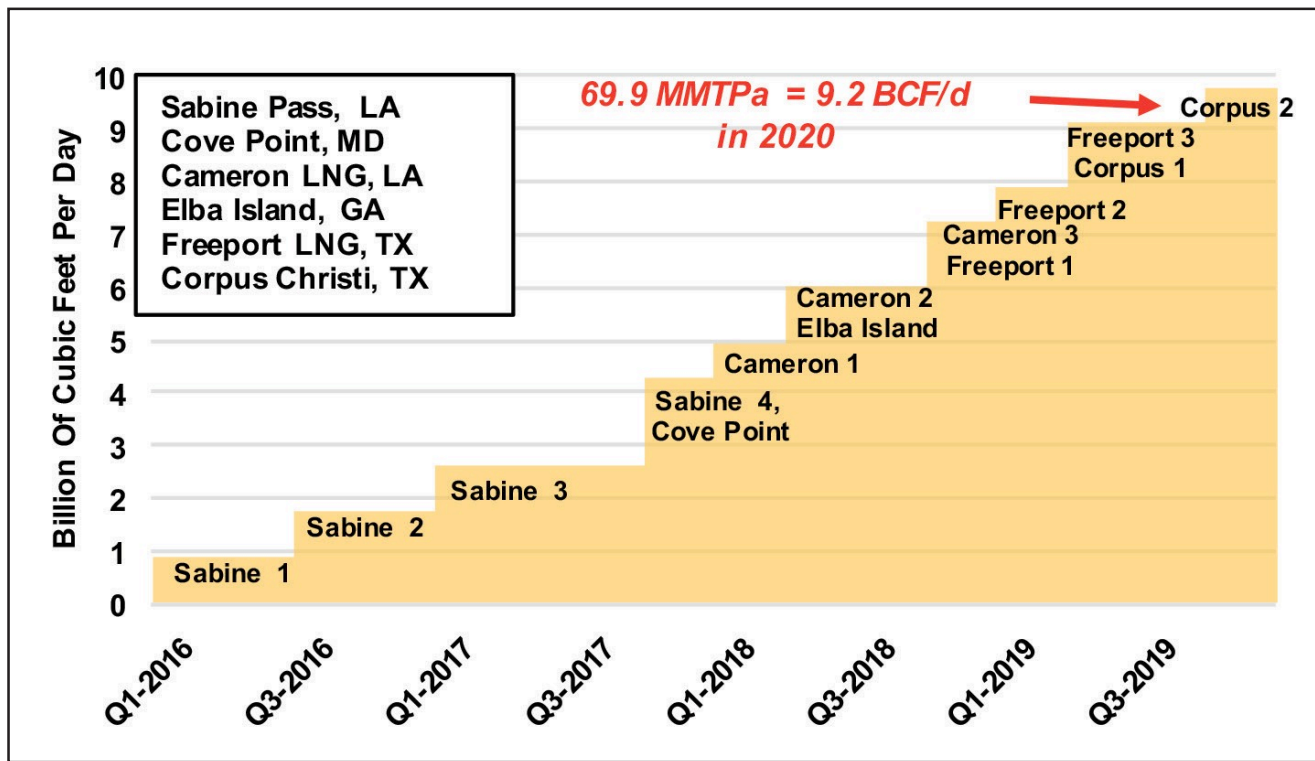 Billion Of Cubic Feet Per Day
10
9
8
7
6
5
4
3
2
1
0
Sabine Pass, LA
Cove Point, MD
Cameron LNG, LA
Elba Island, GA
Freeport LNG, TX
Corpus Christi, TX
69.9 MMTPa = 9.2 BCF/d
in 2020
Corpus 2
Freeport 3
Corpus 1
Freeport 2
Cameron 3
Freeport 1
Cameron 2
Elba Island
Cameron 1
Sabine 4,
Cove Point
Sabine 3
Sabine 2
Sabine 1
Q1-2016
Q3-2016
Q1-2017
Q3-2017
Q1-2018
Q3-2018
Q1-2019
Q3-2019